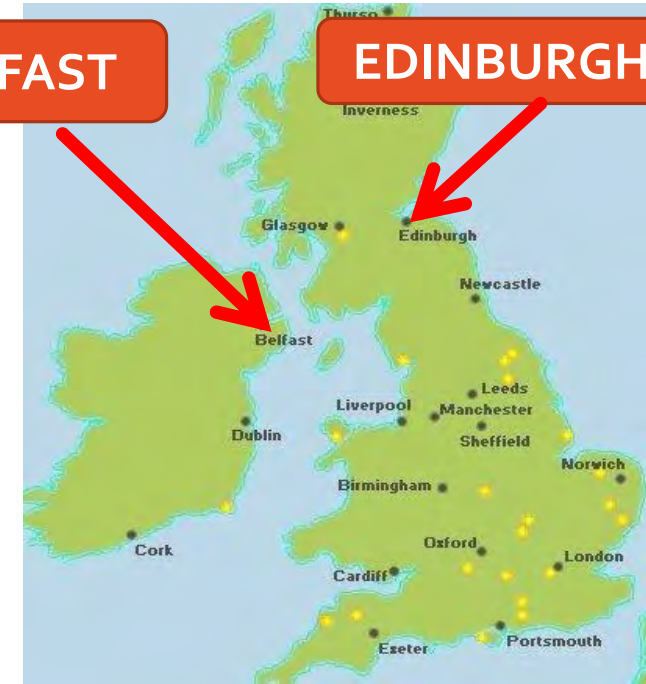 FAST
EDINBURGH
Thurso
Inverness
Glasgow
Edinburgh
Newcastle
Belfast
Leeds
Liverpool
Manchester
Dublin
Sheffield
Norwich
Birmingham
Oxford
Cork
London
Cardiff
Portsmouth
Exeter